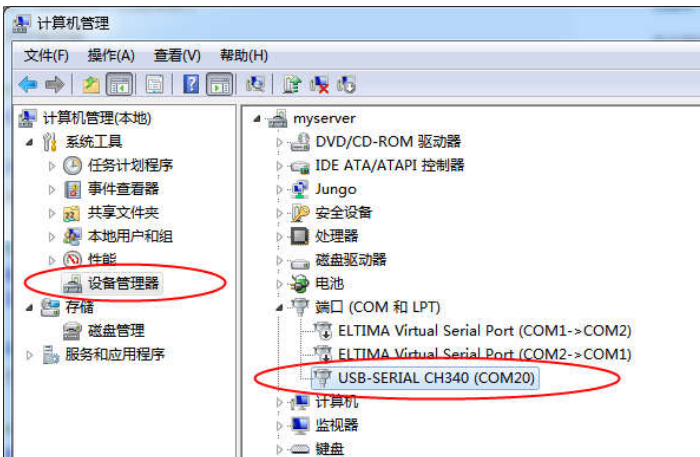 计算机管理
文件(F) 操作(A) 查看(V) 帮助(H)
计算机管理(本地)
系统工具
任务计划程序
事件查看器
共享文件夹
本地用户和组
性能
设备管理器
存储
磁盘管理
服务和应用程序
myserver
DVD/CD-ROM 驱动器
IDE ATA/ATAPI 控制器
Jungo
安全设备
处理器
磁盘驱动器
电池
端口 (COM 和 LPT)
ELTIMA Virtual Serial Port (COM1->COM2)
ELTIMA Virtual Serial Port (COM2->COM1)
USB-SERIAL CH340 (COM20)
计算机
监视器
键盘